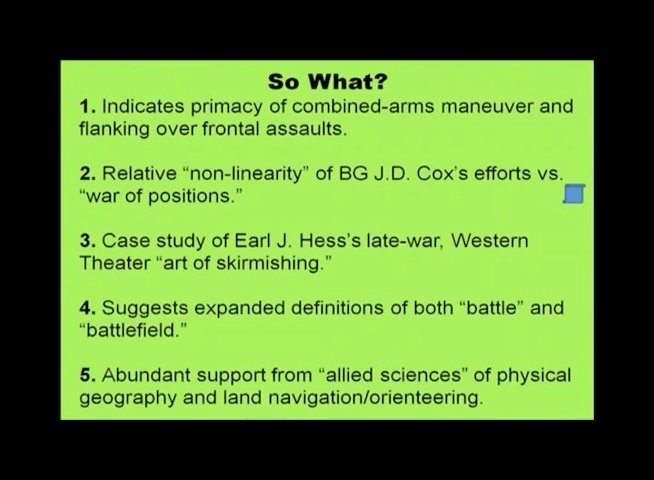 So What?
1. Indicates primacy of combined-arms maneuver and
flanking over frontal assaults.
2. Relative “non-linearity” of BG J.D. Cox’s efforts vs.
“war of positions.”
3. Case study of Earl J. Hess’s late-war, Western
Theater “art of skirmishing.”
4. Suggests expanded definitions of both “battle” and
“battlefield.”
5. Abundant support from “allied sciences” of physical
geography and land navigation/orienteering.